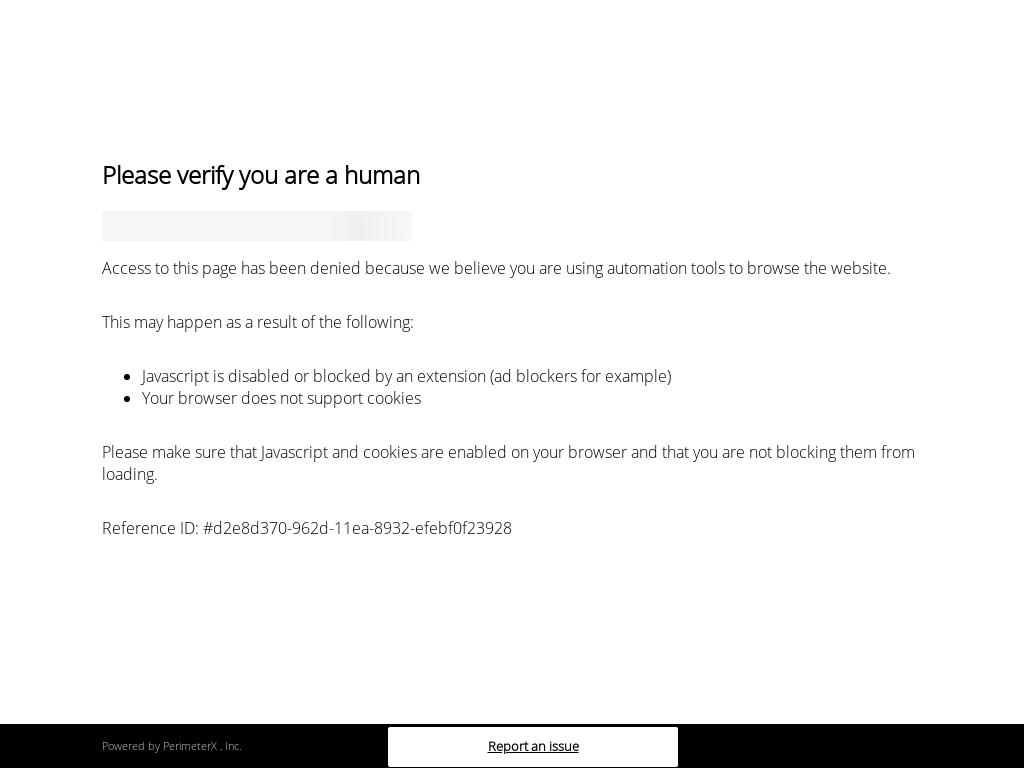 Please verify you are a human
Access to this page has been denied because we believe you are using automation tools to browse the website.
This may happen as a result of the following:
Javascript is disabled or blocked by an extension (ad blockers for example)
Your browser does not support cookies
Please make sure that Javascript and cookies are enabled on your browser and that you are not blocking them from
loading.
Reference ID: #d2e8d370-962d-11ea-8932-efebf0f23928
Powered by PerimeterX , Inc.
Report an issue